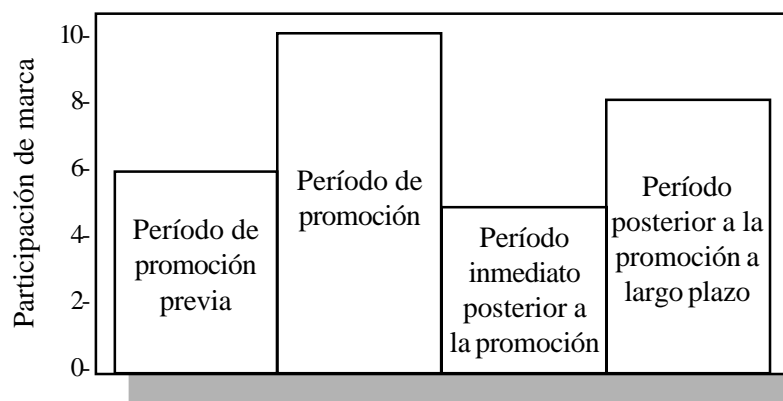 Participación de marca
10-
8-
6-
4-
2-
0-
Período de
promoción
previa
Período de
promoción
Período
inmediato
posterior a
la promoción
Período
posterior a la
promoción a
largo plazo